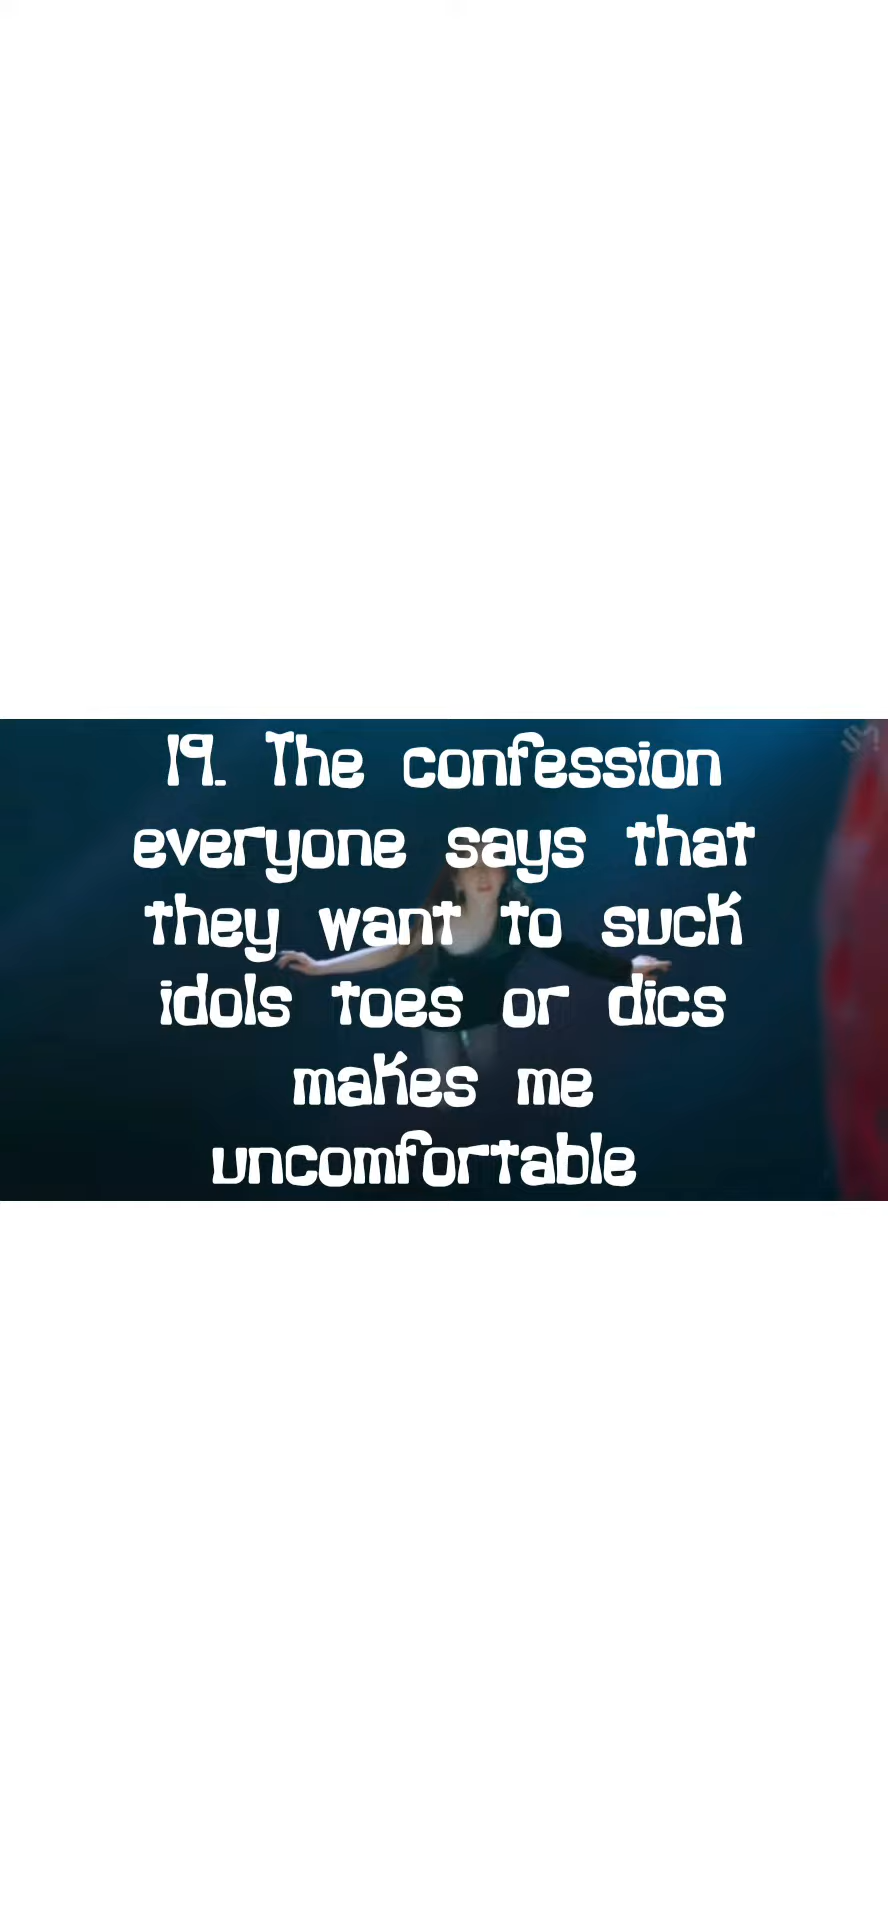 19. The confession
everyone says that
they want to suck
idols toes or dics
makes me
uncomfortable